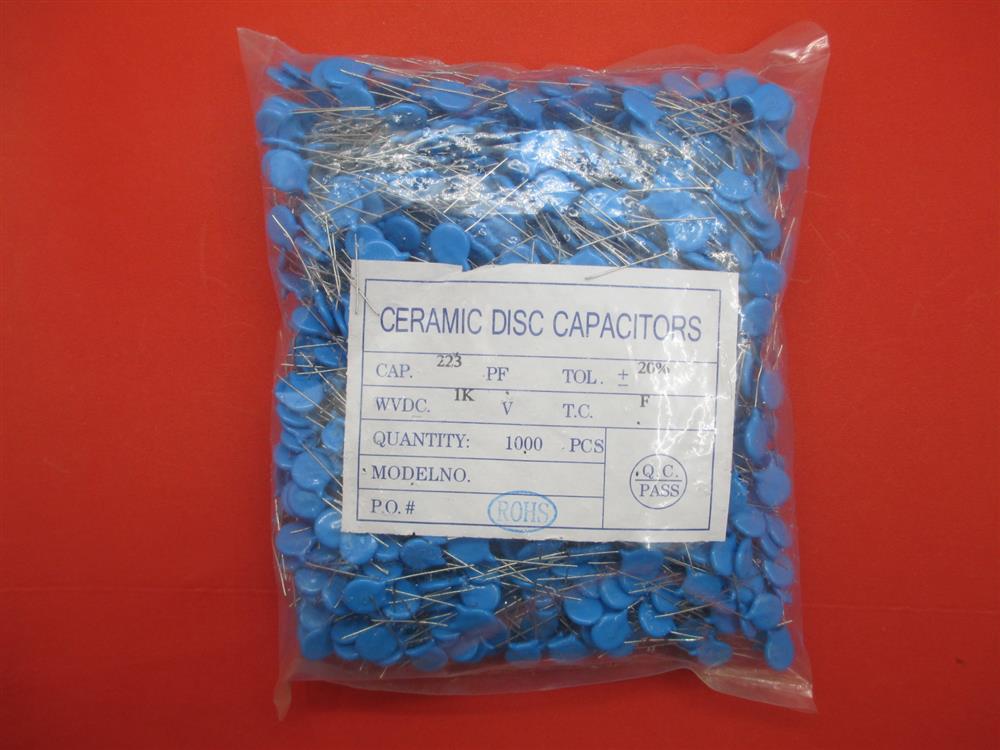 CERAMIC DISC CAPACITORS
CAP. 223 PF TOL. ± 20%
WVDC. 1K V T.C. F
QUANTITY: 1000 PCS
MODELNO.
P.O.#
ROHS
Q.C.
PASS